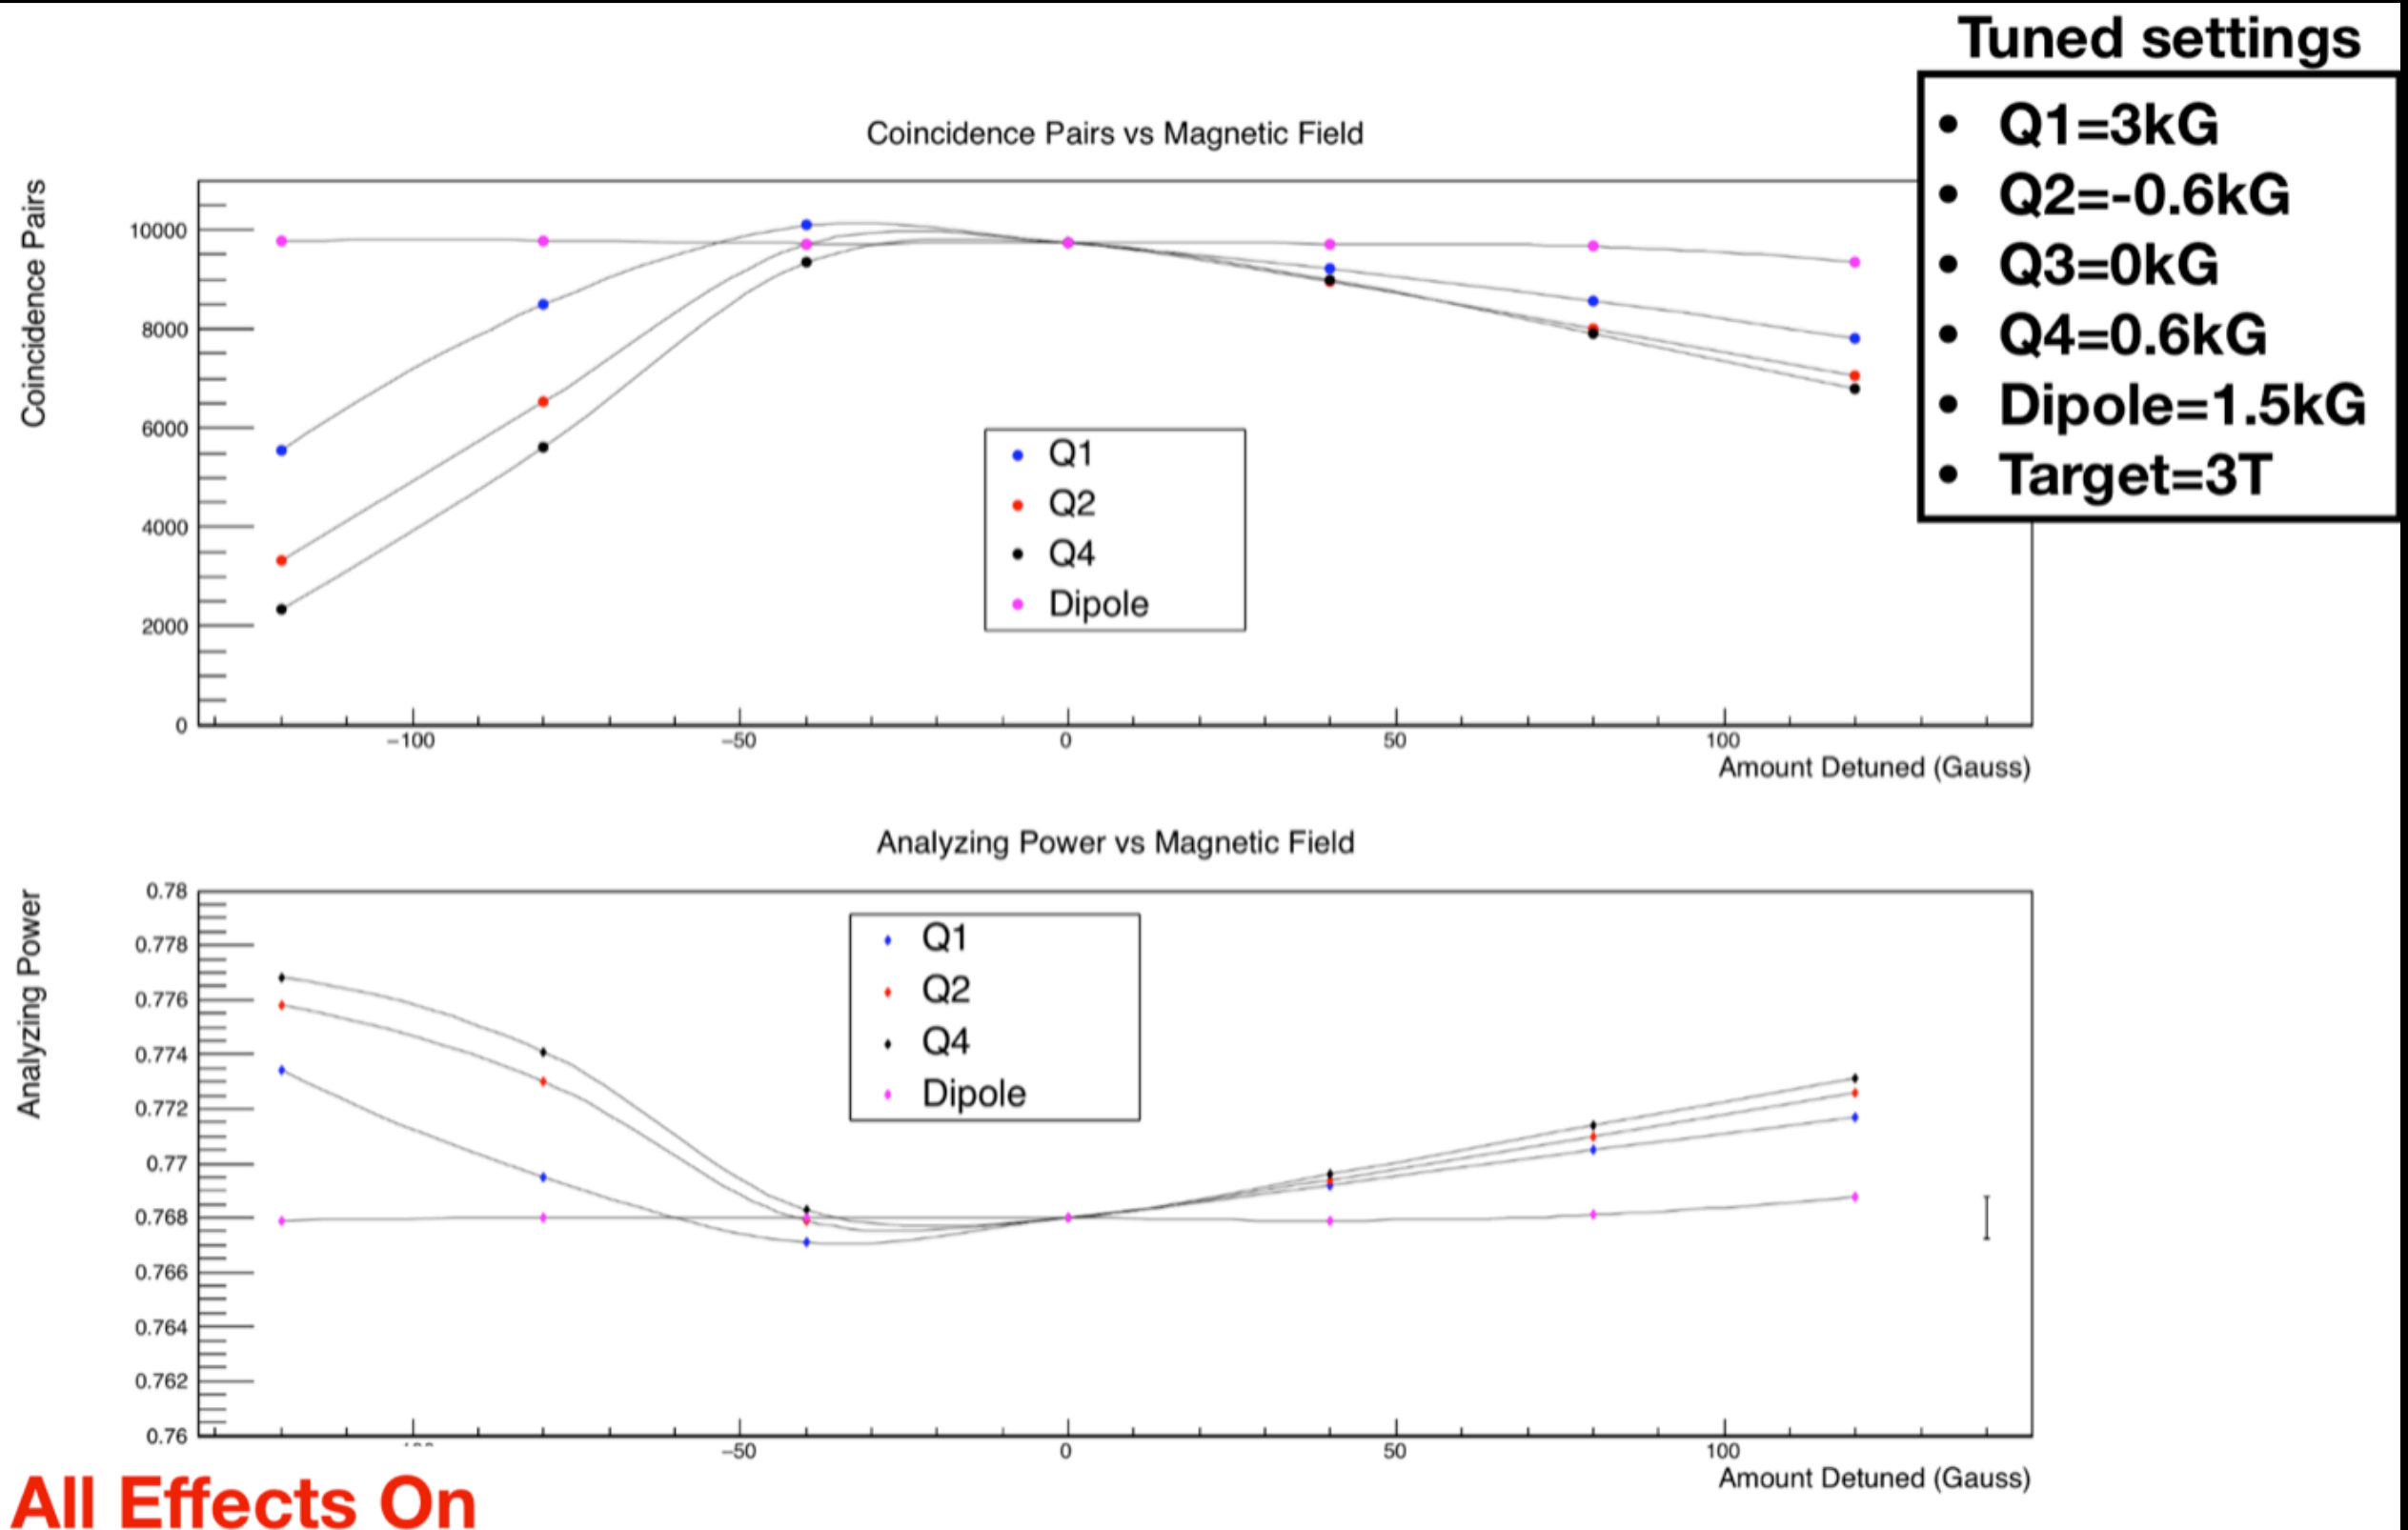 Tuned settings
• Q1=3kG
• Q2=-0.6kG
• Q3=0kG
• Q4=0.6kG
• Dipole=1.5kG
• Target=3T
Coincidence Pairs vs Magnetic Field
Coincidence Pairs
10000
8000
6000
4000
2000
0
Q1
Q2
Q4
Dipole
−100
−50
0
50
100
Amount Detuned (Gauss)
Analyzing Power vs Magnetic Field
Analyzing Power
0.78
0.778
0.776
0.774
0.772
0.77
0.768
0.766
0.764
0.762
0.76
Q1
Q2
Q4
Dipole
−50
0
50
100
Amount Detuned (Gauss)
All Effects On